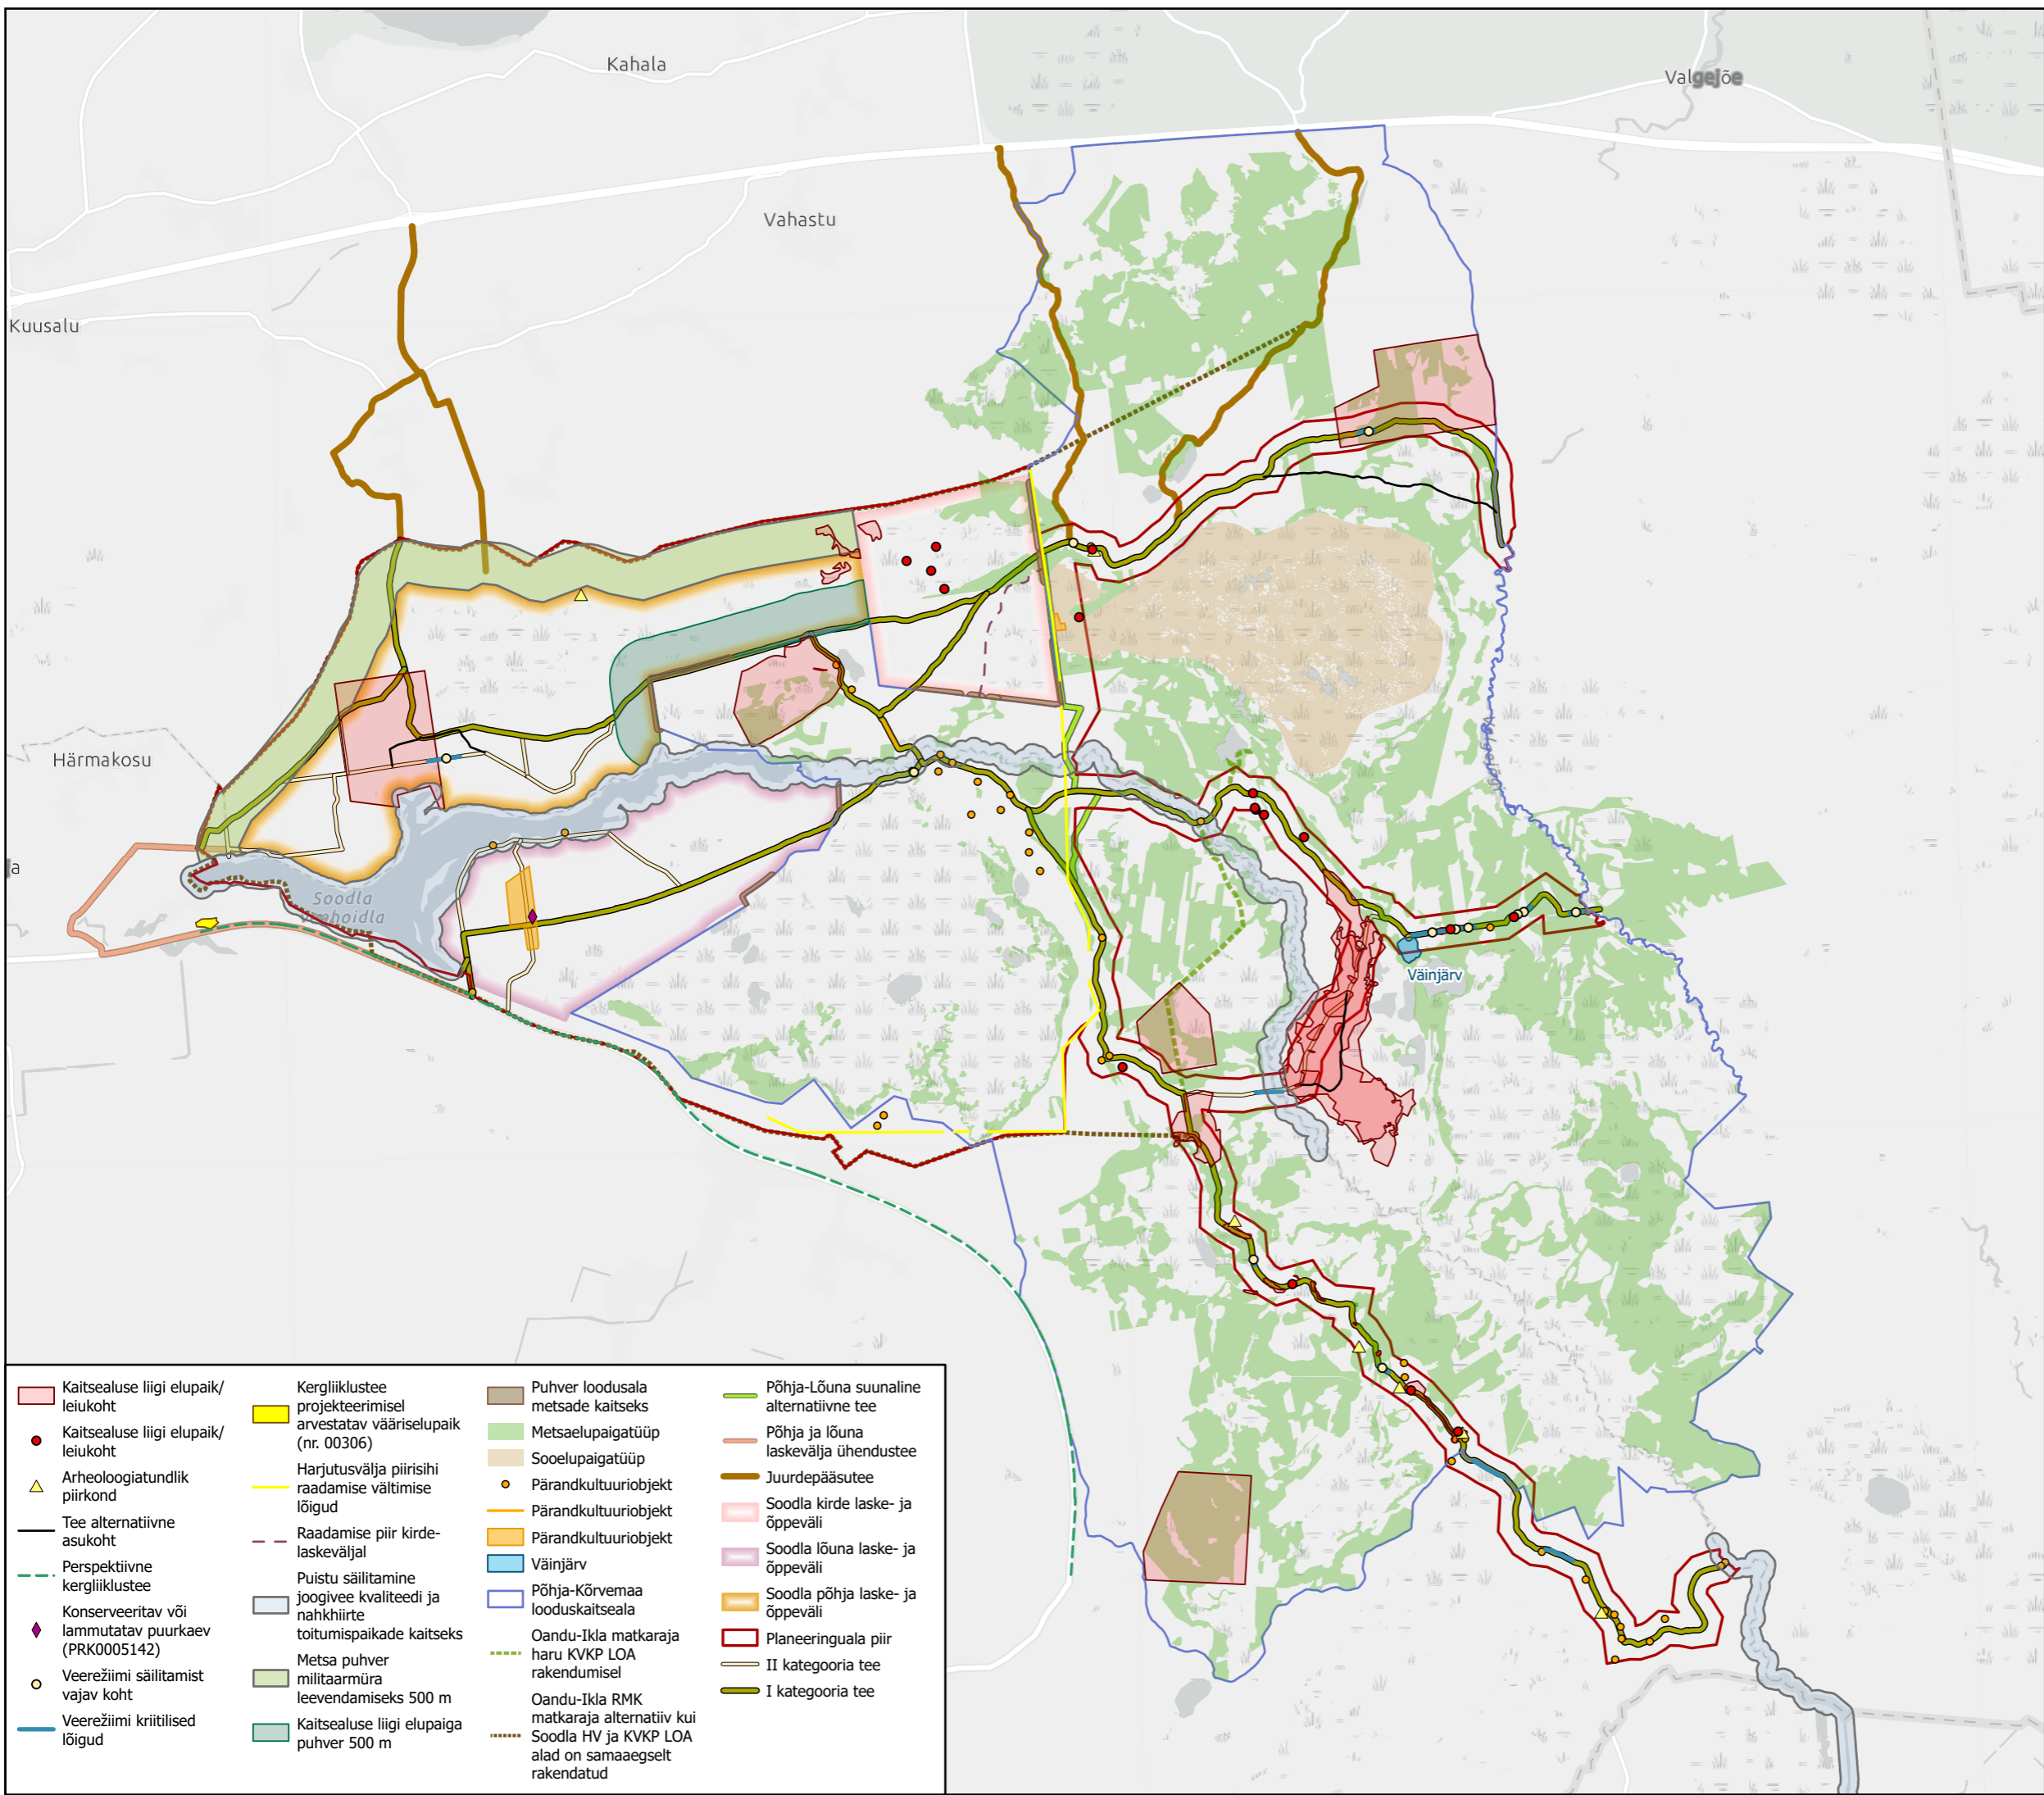 Kahala
Valgejõe
Vahastu
Kuusalu
Härmakosu
ja
Soodla
Väinjärv
Kaitsealuse liigi elupaik/
leiukoht
Kaitsealuse liigi elupaik/
leiukoht
Arheoloogiatundlik
piirkond
Tee alternatiivne
asukoht
Perspektiivne
kergliiklustee
Konserveeritav või
lammutatav puurkaev
(PRK0005142)
Veerežiimi säilitamist
vajav koht
Veerežiimi kriitilised
lõigud
Kergliiklustee
projekteerimisel
arvestatav vääriselupaik
(nr. 00306)
Harjutusvälja piirisihi
raadamise vältimise
lõigud
Raadamise piir kirde-
laskeväljal
Puistu säilitamine
joogivee kvaliteedi ja
nahkhiirte
toitumispaikade kaitseks
Metsa puhver
militaarmüra
leevendamiseks 500 m
Kaitsealuse liigi elupaiga
puhver 500 m
Puhver loodusala
metsade kaitseks
Metsaelupaigatüüp
Sooelupaigatüüp
Pärandkultuuriobjekt
Pärandkultuuriobjekt
Pärandkultuuriobjekt
Väinjärv
Põhja-Kõrvemaa
looduskaitseala
Oandu-Ikla matkaraja
haru KVKP LOA
rakendumisel
Oandu-Ikla RMK
matkaraja alternatiiv kui
Soodla HV ja KVKP LOA
alad on samaaegselt
rakendatud
Põhja-Lõuna suunaline
alternatiivne tee
Põhja ja lõuna
laskevälja ühendustee
Juurdepääsutee
Soodla kirde laske- ja
õppeväli
Soodla lõuna laske- ja
õppeväli
Soodla põhja laske- ja
õppeväli
Planeeringuala piir
II kategooria tee
I kategooria tee